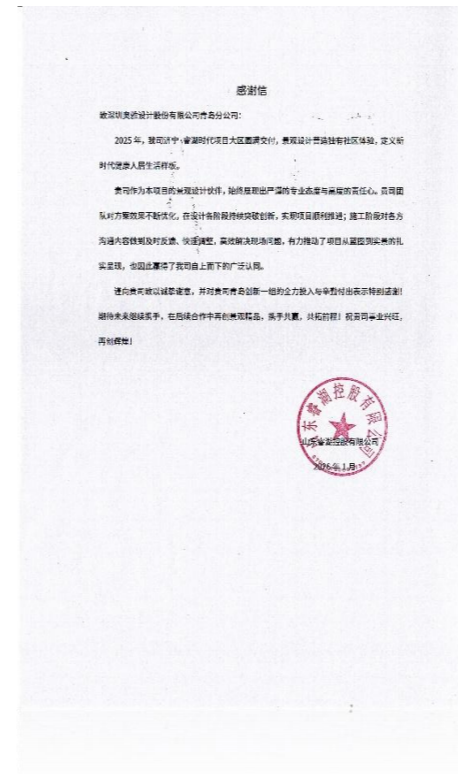 感谢信
致深圳奥雅设计股份有限公司青岛分公司：
2025年，我司济宁·睿湖时代项目大区圆满交付，景观设计营造独有社区体验，定义新
时代健康人居生活样板。
贵司作为本项目的景观设计伙伴，始终展现出严谨的专业态度与高度的责任心。贵司团
队对方案效果不断优化，在设计各阶段持续突破创新，实现项目顺利推进；施工阶段对各方
沟通内容做到及时反馈、快速调整，高效解决现场问题，有力推动了项目从蓝图到实景的扎
实呈现，也因此赢得了我司自上而下的广泛认同。
谨向贵司致以诚挚谢意，并对贵司青岛创新一组的全力投入与辛勤付出表示特别感谢！
期待未来继续携手，在后续合作中再创景观精品，携手共赢，共拓前程！祝贵司事业兴旺，
再创辉煌！
山东睿湖控股有限公司
山东睿湖控股有限公司
2026年1月